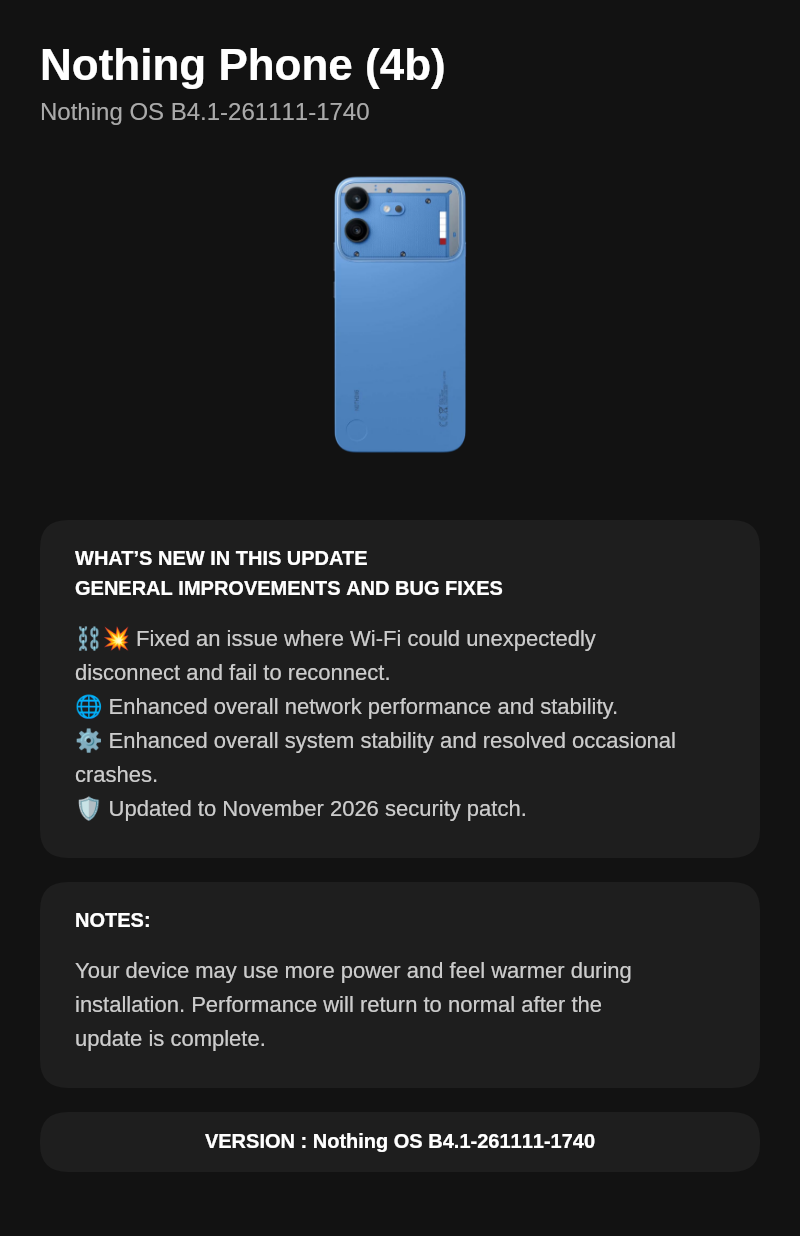 Nothing Phone (4b)
Nothing OS B4.1-261111-1740
WHAT’S NEW IN THIS UPDATE
GENERAL IMPROVEMENTS AND BUG FIXES
⛓️💥 Fixed an issue where Wi-Fi could unexpectedly
disconnect and fail to reconnect.
🌐 Enhanced overall network performance and stability.
⚙️ Enhanced overall system stability and resolved occasional
crashes.
🛡️ Updated to November 2026 security patch.
NOTES:
Your device may use more power and feel warmer during
installation. Performance will return to normal after the
update is complete.
VERSION : Nothing OS B4.1-261111-1740